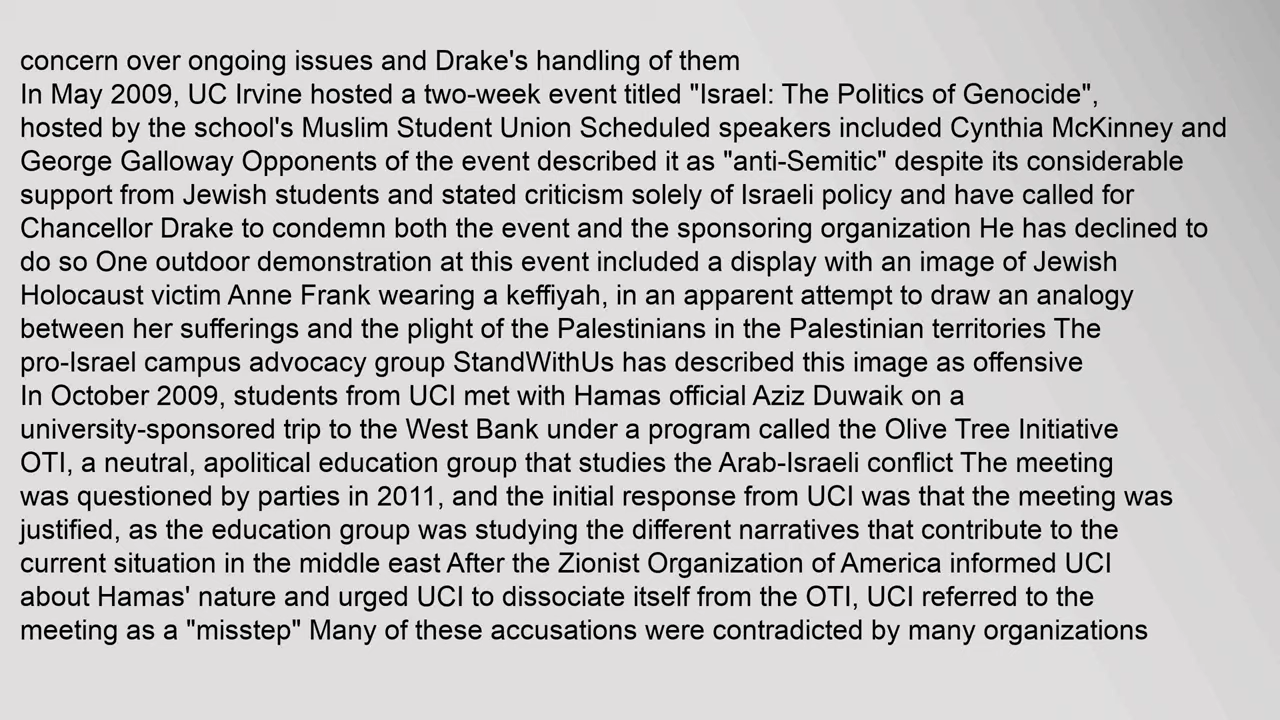 concern over ongoing issues and Drake's handling of them
In May 2009, UC Irvine hosted a two-week event titled "Israel: The Politics of Genocide",
hosted by the school's Muslim Student Union Scheduled speakers included Cynthia McKinney and
George Galloway Opponents of the event described it as "anti-Semitic" despite its considerable
support from Jewish students and stated criticism solely of Israeli policy and have called for
Chancellor Drake to condemn both the event and the sponsoring organization He has declined to
do so One outdoor demonstration at this event included a display with an image of Jewish
Holocaust victim Anne Frank wearing a keffiyah, in an apparent attempt to draw an analogy
between her sufferings and the plight of the Palestinians in the Palestinian territories The
pro-Israel campus advocacy group StandWithUs has described this image as offensive
In October 2009, students from UCI met with Hamas official Aziz Duwaik on a
university-sponsored trip to the West Bank under a program called the Olive Tree Initiative
OTI, a neutral, apolitical education group that studies the Arab-Israeli conflict The meeting
was questioned by parties in 2011, and the initial response from UCI was that the meeting was
justified, as the education group was studying the different narratives that contribute to the
current situation in the middle east After the Zionist Organization of America informed UCI
about Hamas' nature and urged UCI to dissociate itself from the OTI, UCI referred to the
meeting as a "misstep" Many of these accusations were contradicted by many organizations